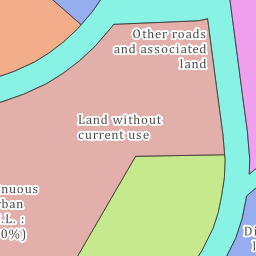 Other roads
and associated
land
Land without
current use
nuous
rban
.L. :
0%)
Di
l